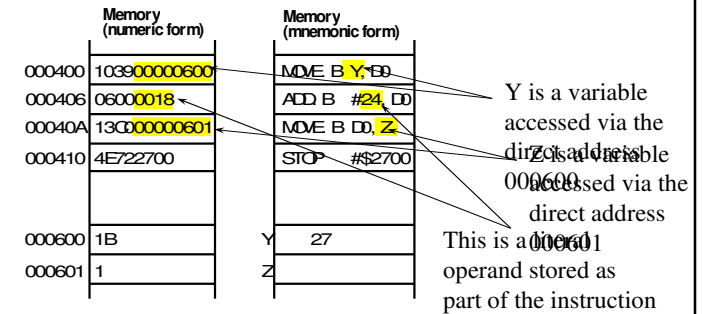 Memory
(numeric form)
Memory
(mnemonic form)
000400 103900000600 MOVE B Y, D0
000406 06000018 ADD. B #24, D0
00040A 13C000000601 MOVE B D0, Z
000410 4E722700 STOP #$2700
000600 1B Y 27
000601 1 Z
Y is a variable
accessed via the
direct address
000600
Z is a variable
accessed via the
direct address
000601
This is a literal
operand stored as
part of the instruction